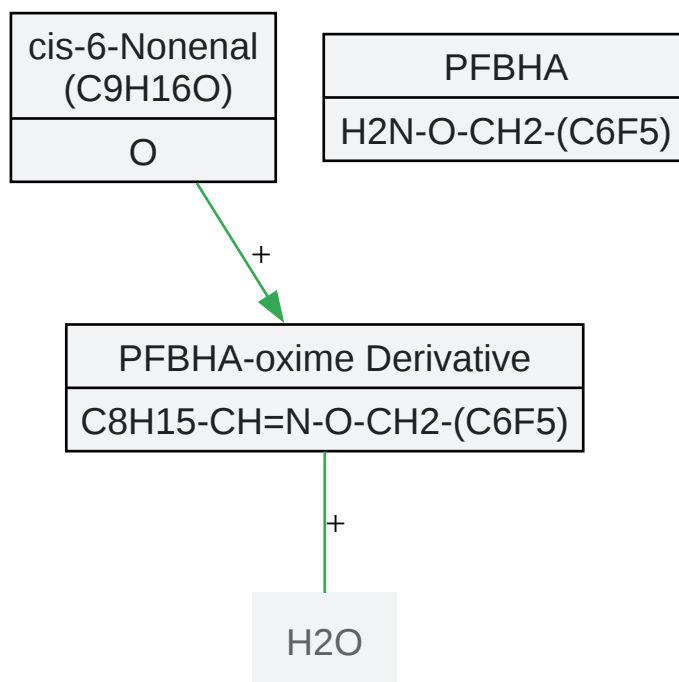 cis-6-Nonenal
(C9H16O)
O
PFBHA
H2N-O-CH2-(C6F5)
+
PFBHA-oxime Derivative
C8H15-CH=N-O-CH2-(C6F5)
+
H2O